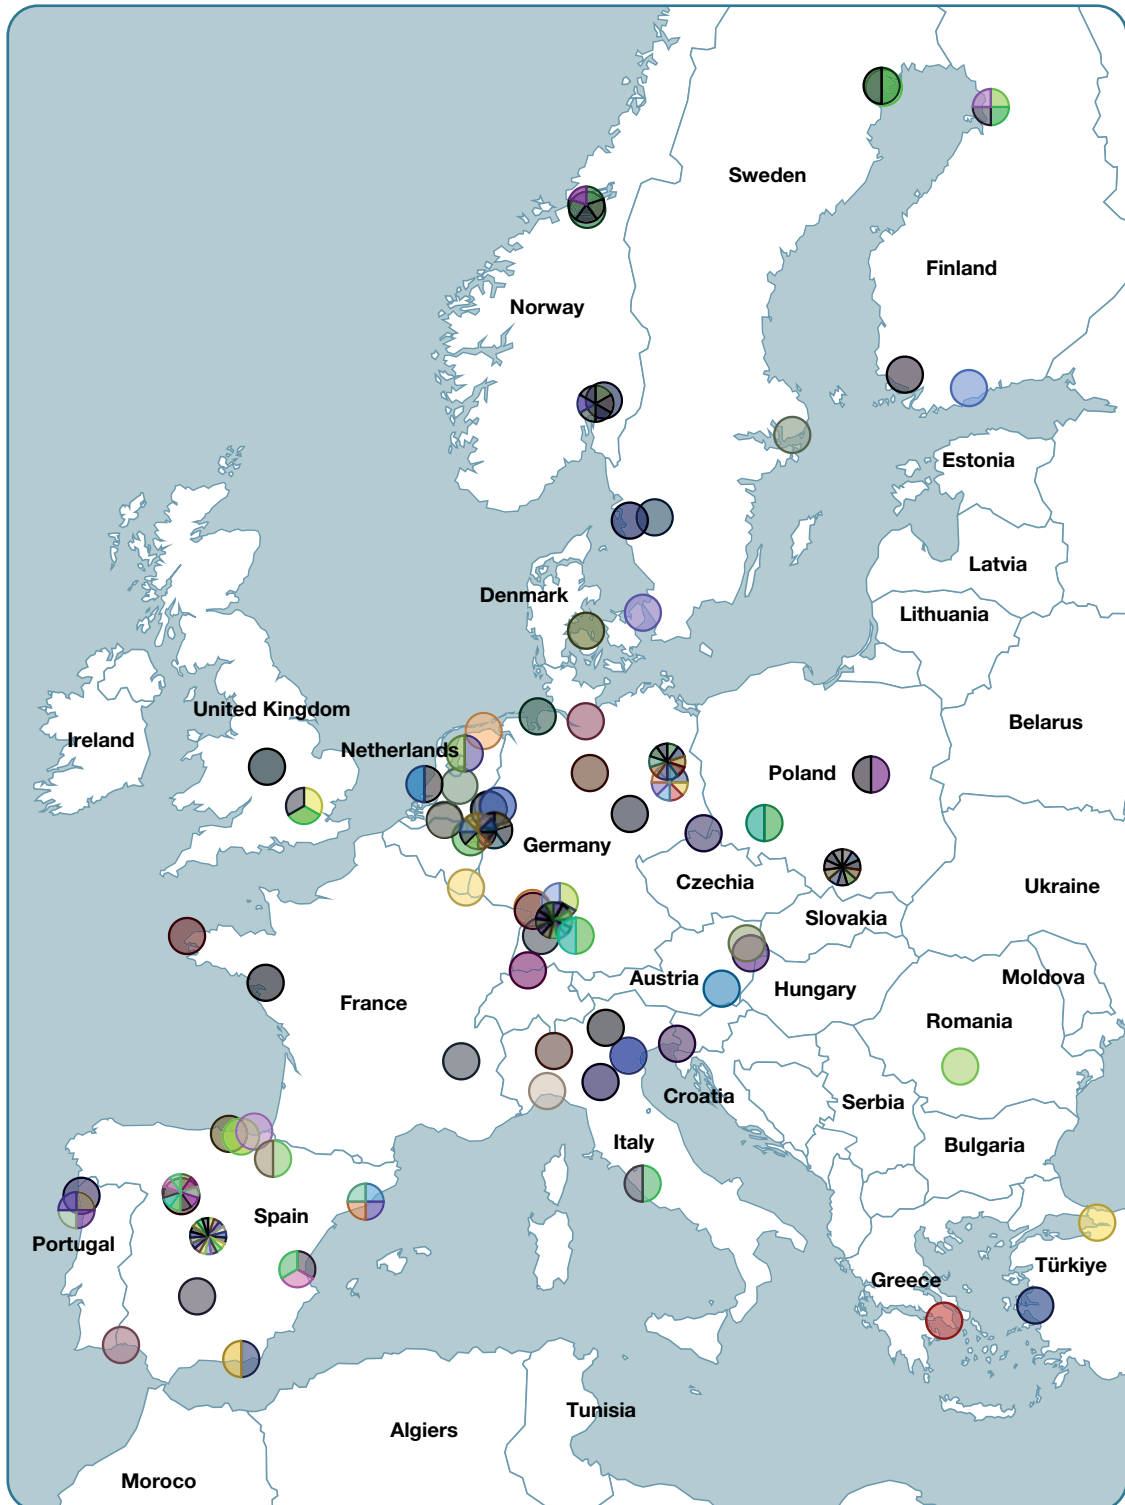 Sweden
Finland
Norway
Estonia
Latvia
Denmark
Lithuania
United Kingdom
Belarus
Ireland
Netherlands
Poland
Germany
Czechia
Ukraine
Slovakia
Austria
Moldova
Hungary
France
Romania
Croatia
Serbia
Italy
Bulgaria
Spain
Portugal
Türkiye
Greece
Tunisia
Algiers
Moroco